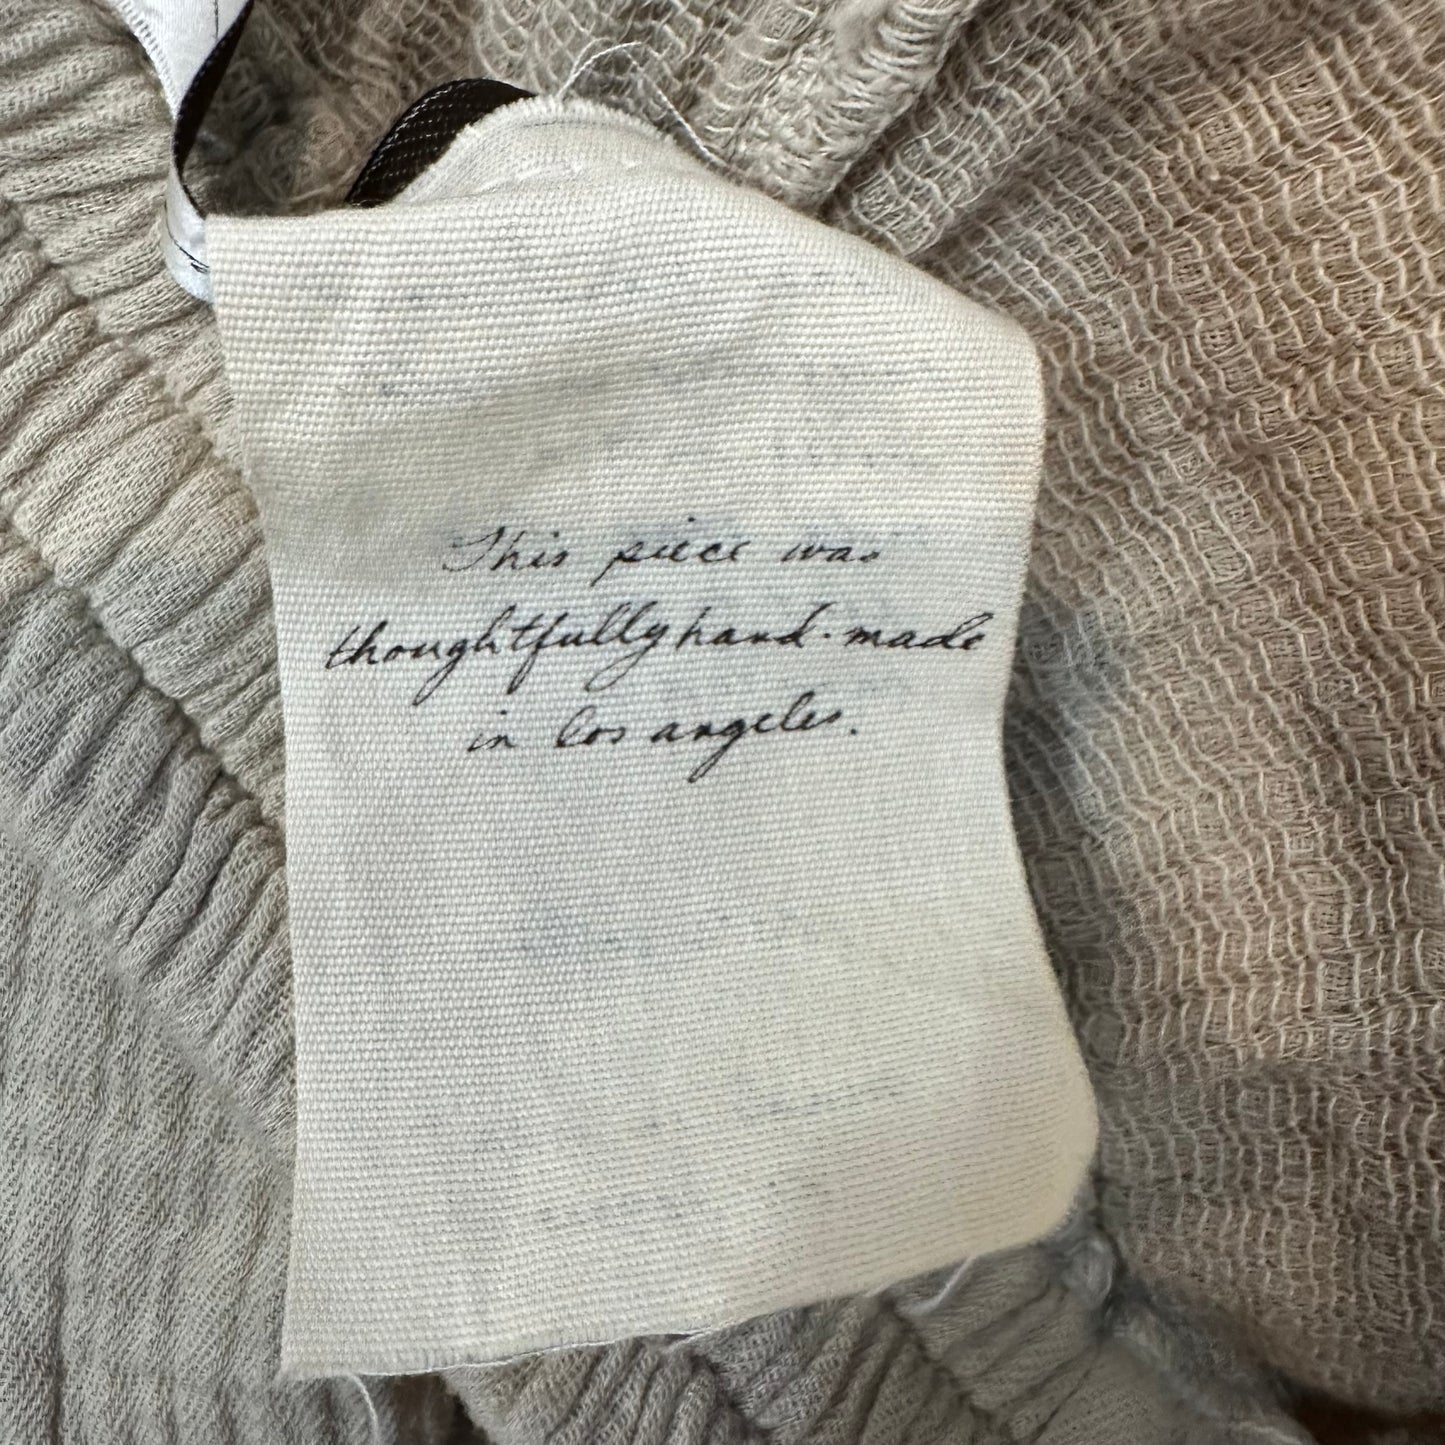 This piece was
thoughtfully hand-made
in los angeles.